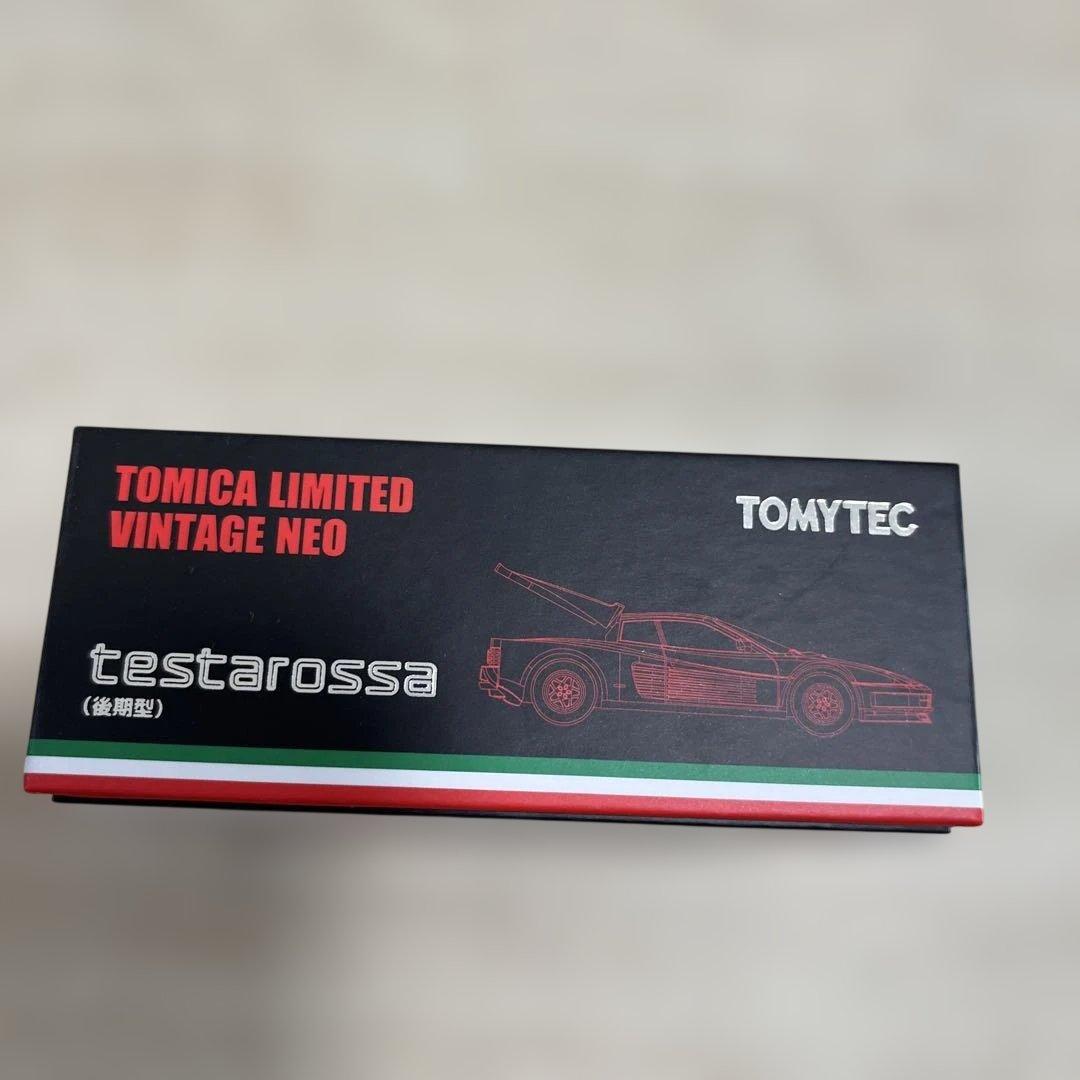 TOMICA LIMITED
VINTAGE NEO
TOMYTEC
testarossa
(後期型)